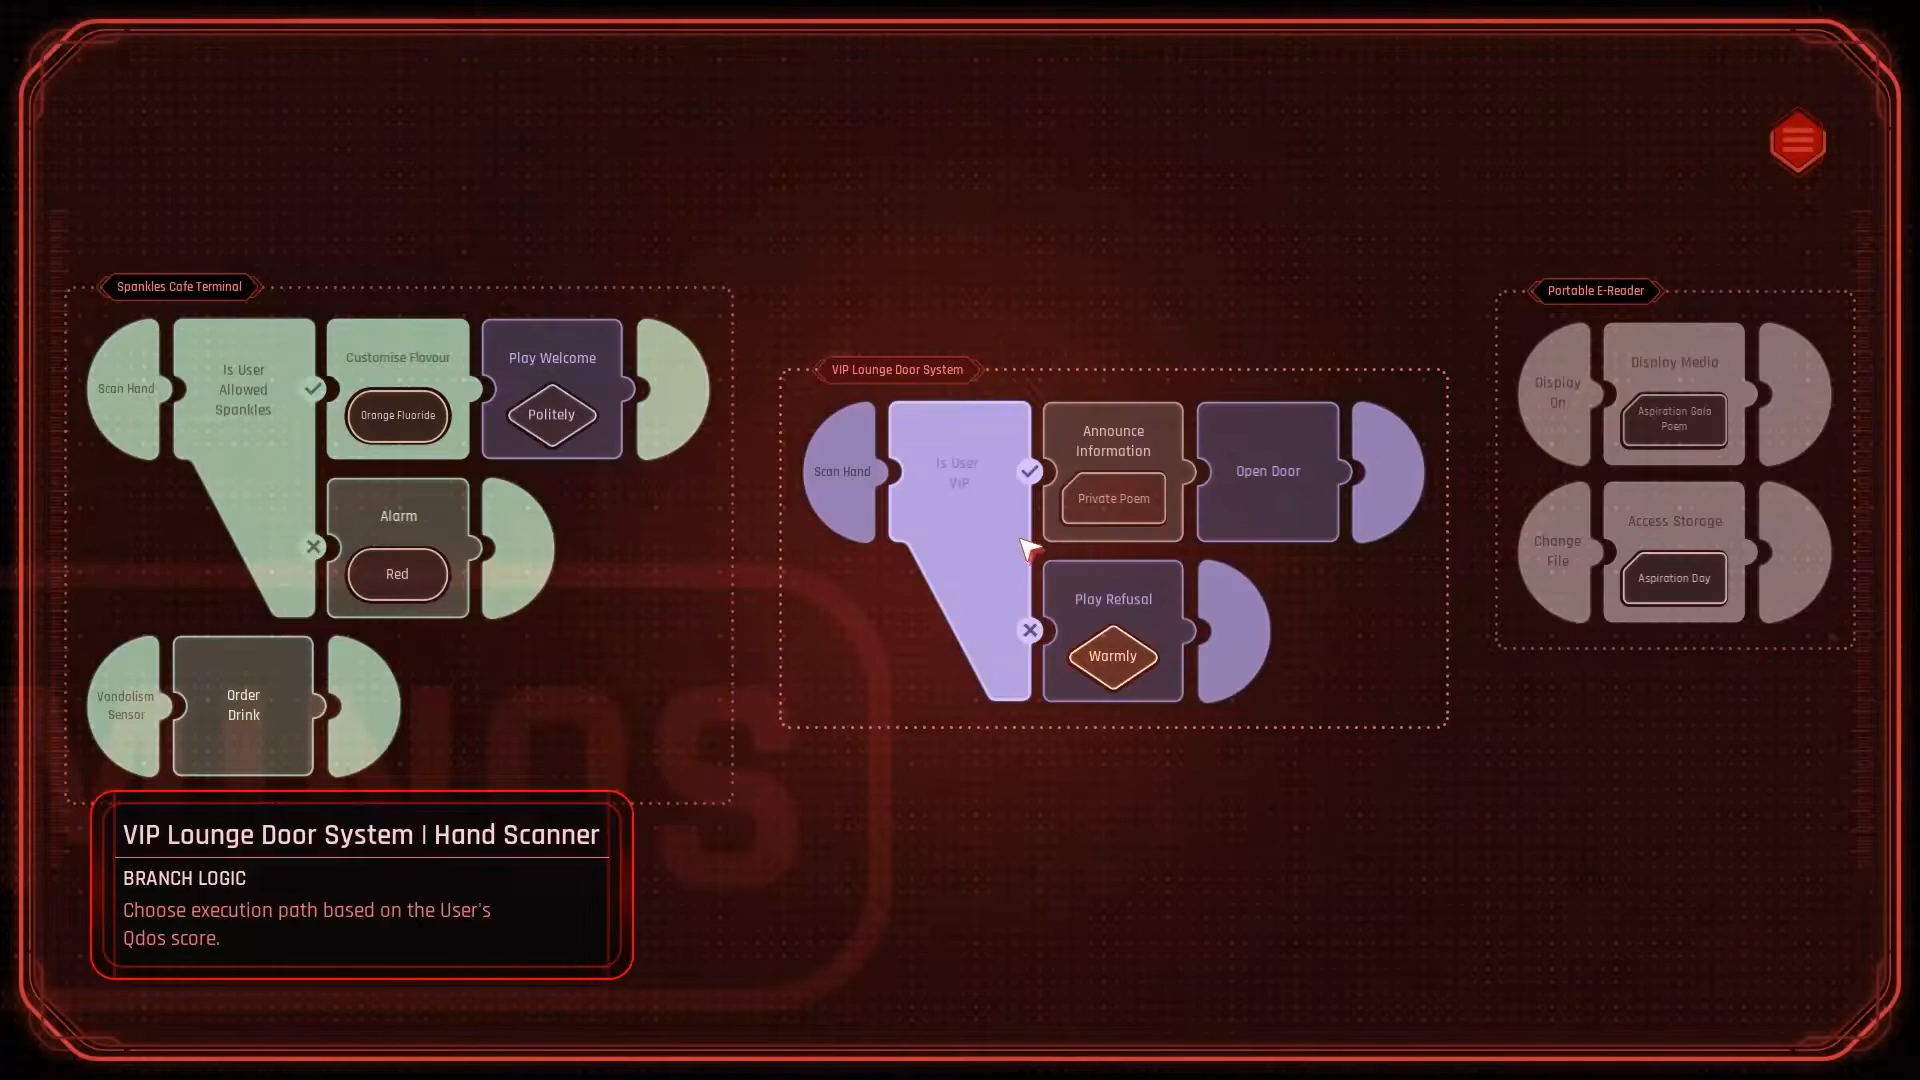 Spankles Cafe Terminal
Scan Hand
Is User
Allowed
Spankles
Customise Flavour
Orange Fluoride
Play Welcome
Politely
Alarm
Red
Vandalism
Sensor
Order
Drink
VIP Lounge Door System
Scan Hand
Is User
VIP
Announce
Information
Private Poem
Open Door
Play Refusal
Warmly
Portable E-Reader
Display
On
Display Media
Aspiration Gala
Poem
Change
File
Access Storage
Aspiration Day
VIP Lounge Door System | Hand Scanner
BRANCH LOGIC
Choose execution path based on the User's
Qdos score.